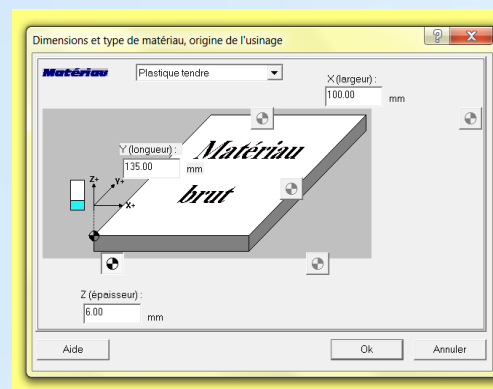 Dimensions et type de matériau, origine de l'usinage
Matériau
Plastique tendre
X (largeur) :
100.00 mm
Y (longueur) :
135.00 mm
Matériau
brut
Z+
Y+
X+
Z (épaisseur) :
6.00 mm
Aide
Ok
Annuler